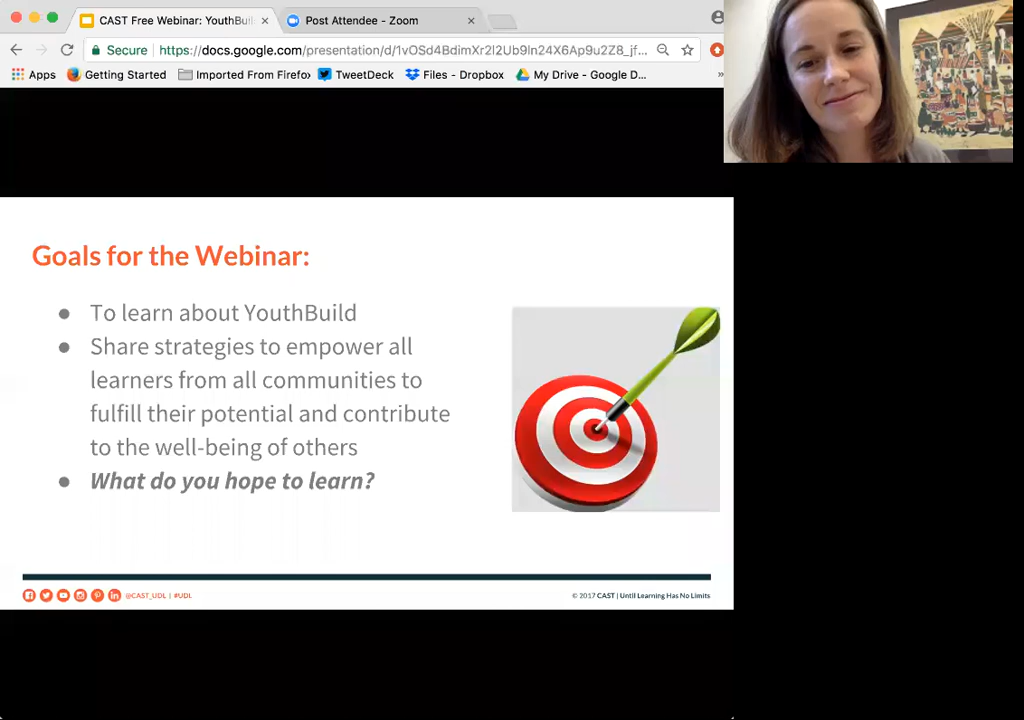 CAST Free Webinar: YouthBuil
Post Attendee - Zoom
Secure
https://docs.google.com/presentation/d/1vOSd4BdimXr2I2Ub9ln24X6Ap9u2Z8_jf...
Apps
Getting Started
Imported From Firefox
TweetDeck
Files - Dropbox
My Drive - Google D...
»
Goals for the Webinar:
● To learn about YouthBuild
● Share strategies to empower all
learners from all communities to
fulfill their potential and contribute
to the well-being of others
● What do you hope to learn?
@CAST_UDL | #UDL
© 2017 CAST | Until Learning Has No Limits